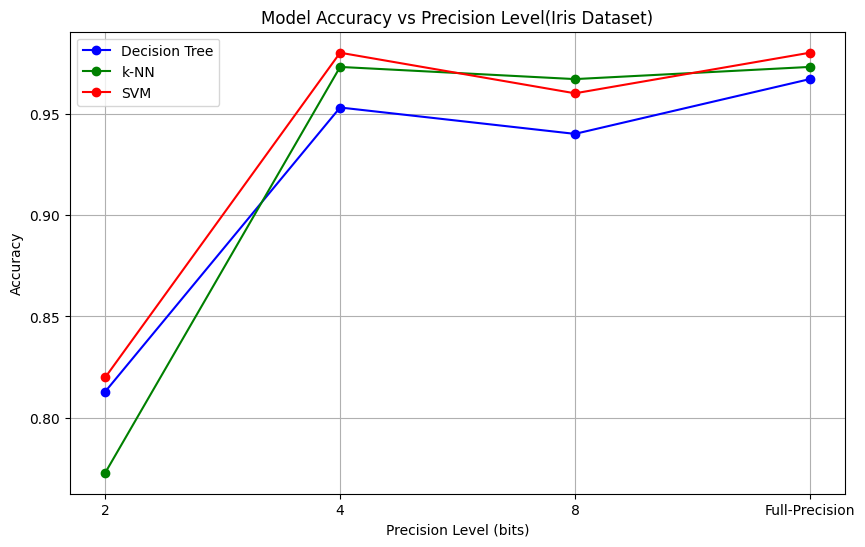 Model Accuracy vs Precision Level(Iris Dataset)
Decision Tree
k-NN
SVM
Accuracy
0.95
0.90
0.85
0.80
2
4
8
Full-Precision
Precision Level (bits)